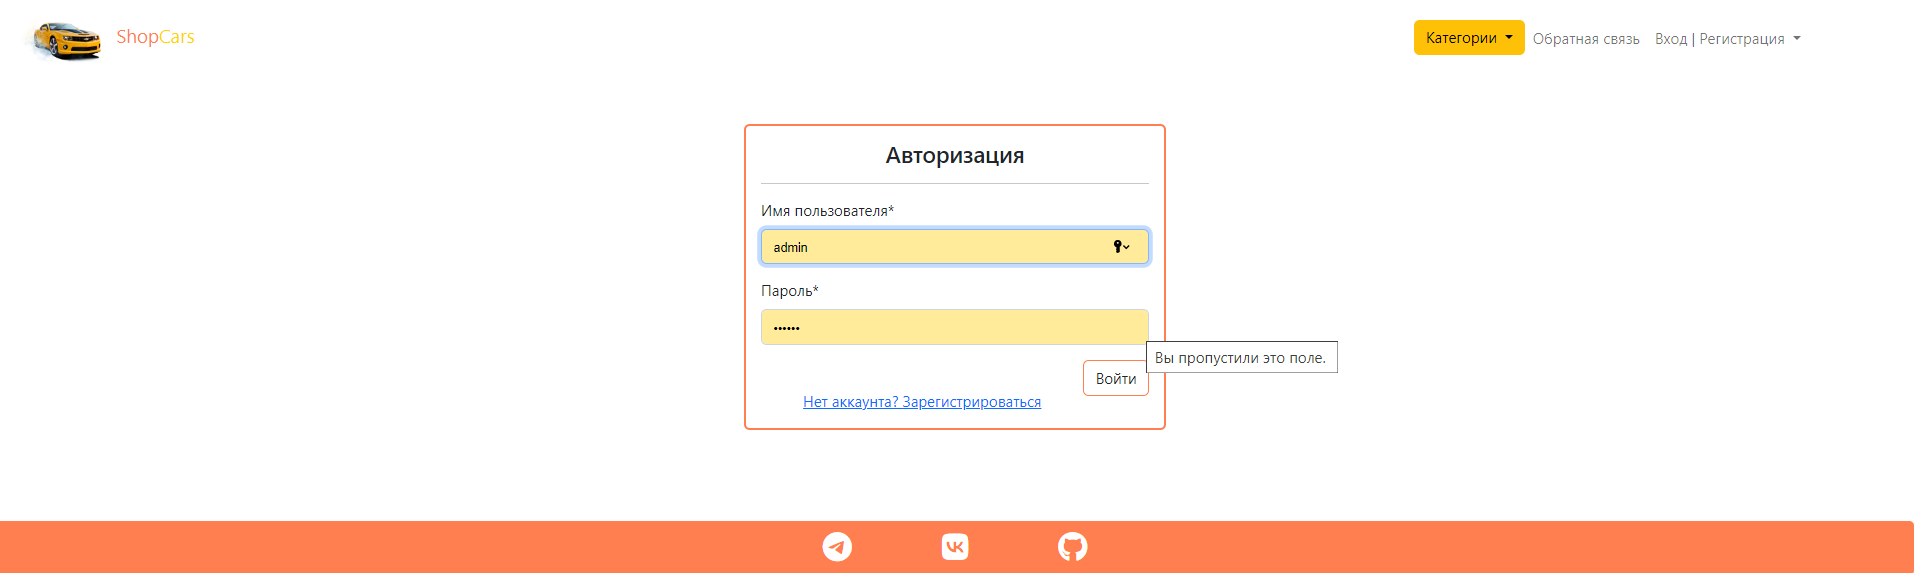 ShopCars
Категории
Обратная связь
Вход | Регистрация
Авторизация
Имя пользователя*
admin
Пароль*
••••••
Вы пропустили это поле.
Войти
Нет аккаунта? Зарегистрироваться